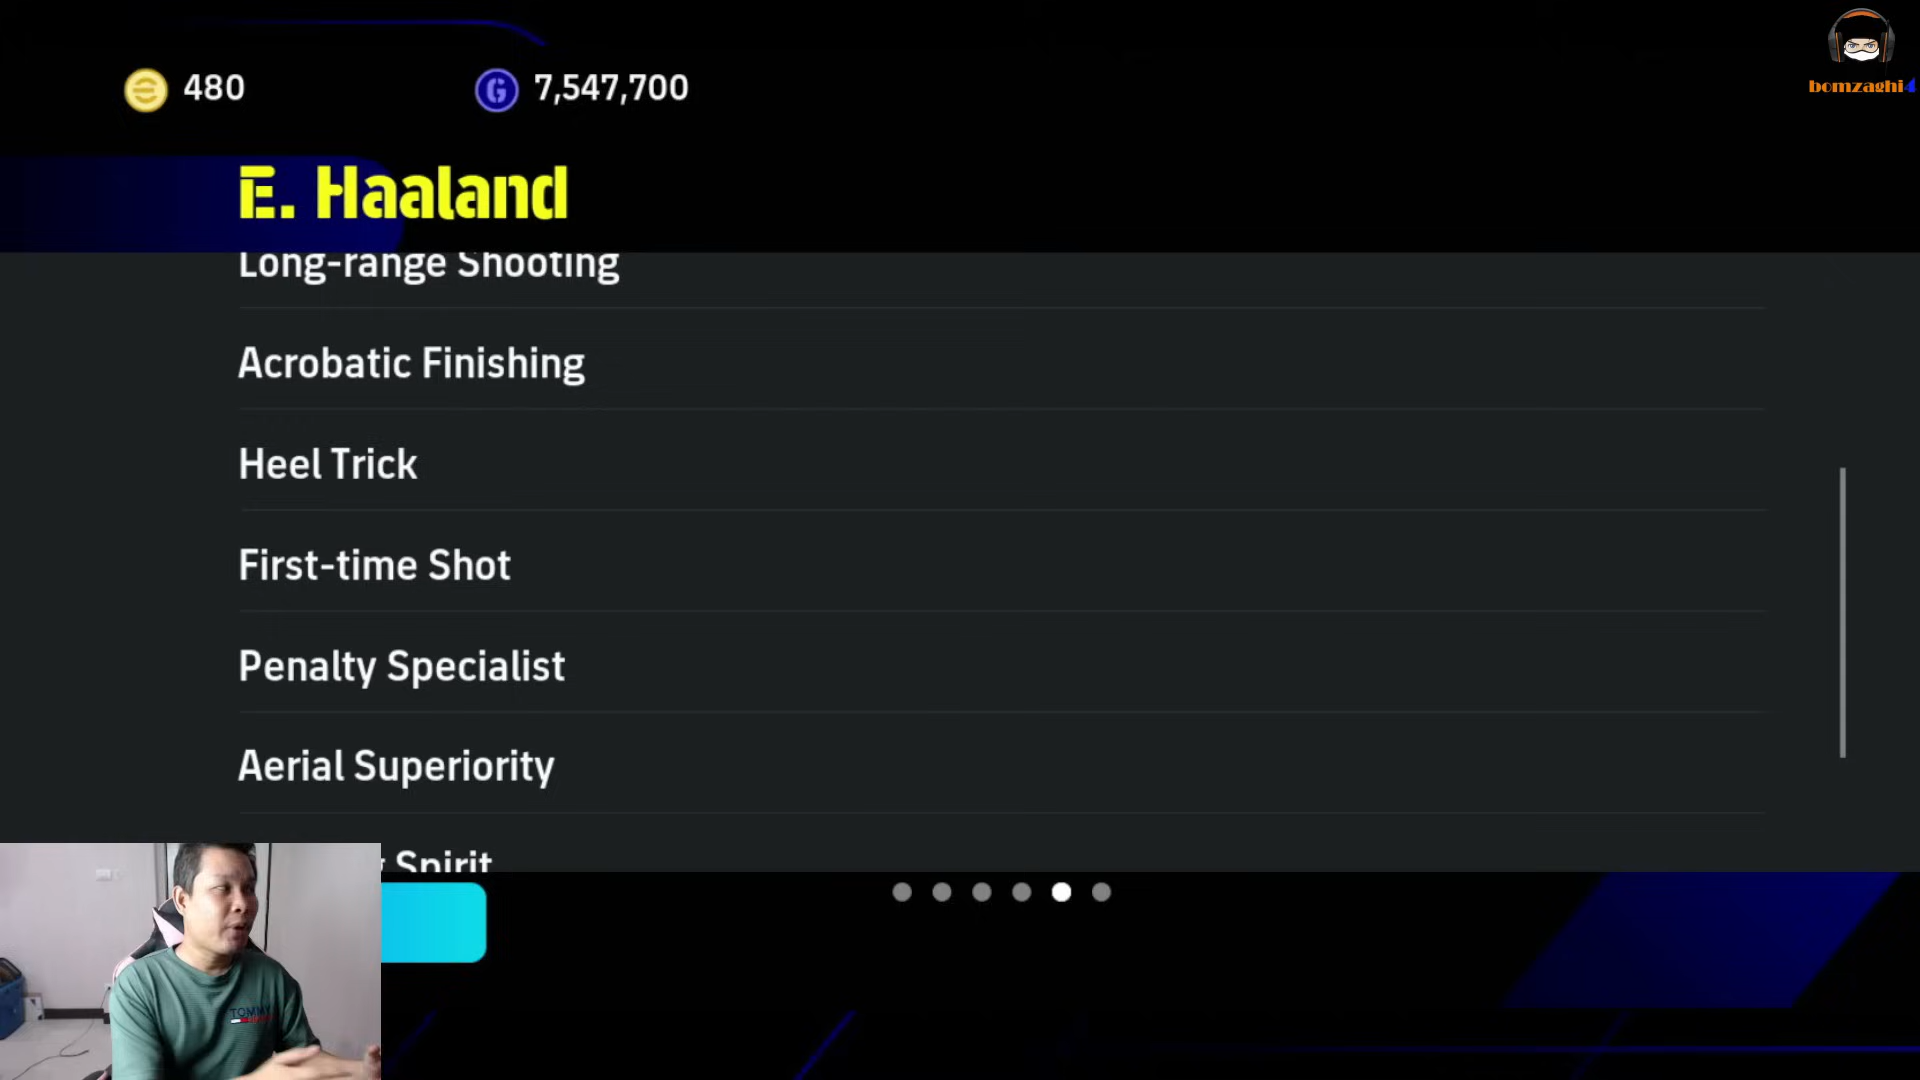 480
7,547,700
bomzaghi4
E. Haaland
Long-range Shooting
Acrobatic Finishing
Heel Trick
First-time Shot
Penalty Specialist
Aerial Superiority
Spirit
TOMMY